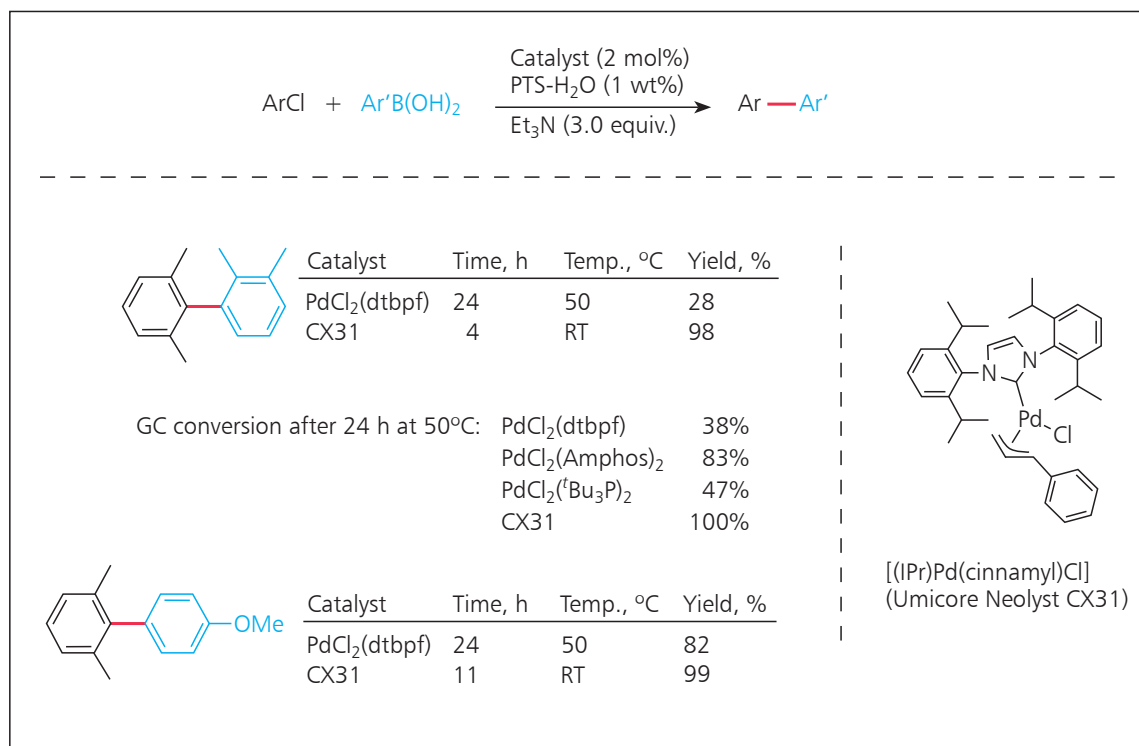 Catalyst (2 mol%)
PTS-H₂O (1 wt%)
ArCl + Ar'B(OH)₂ Ar — Ar'
Et₃N (3.0 equiv.)
Catalyst Time, h Temp., °C Yield, %
PdCl₂(dtbpf) 24 50 28
CX31 4 RT 98
GC conversion after 24 h at 50°C: PdCl₂(dtbpf) 38%
PdCl₂(Amphos)₂ 83%
PdCl₂(ᵗBu₃P)₂ 47%
CX31 100%
N N
Pd
Cl
[(IPr)Pd(cinnamyl)Cl]
(Umicore Neolyst CX31)
OMe
Catalyst Time, h Temp., °C Yield, %
PdCl₂(dtbpf) 24 50 82
CX31 11 RT 99